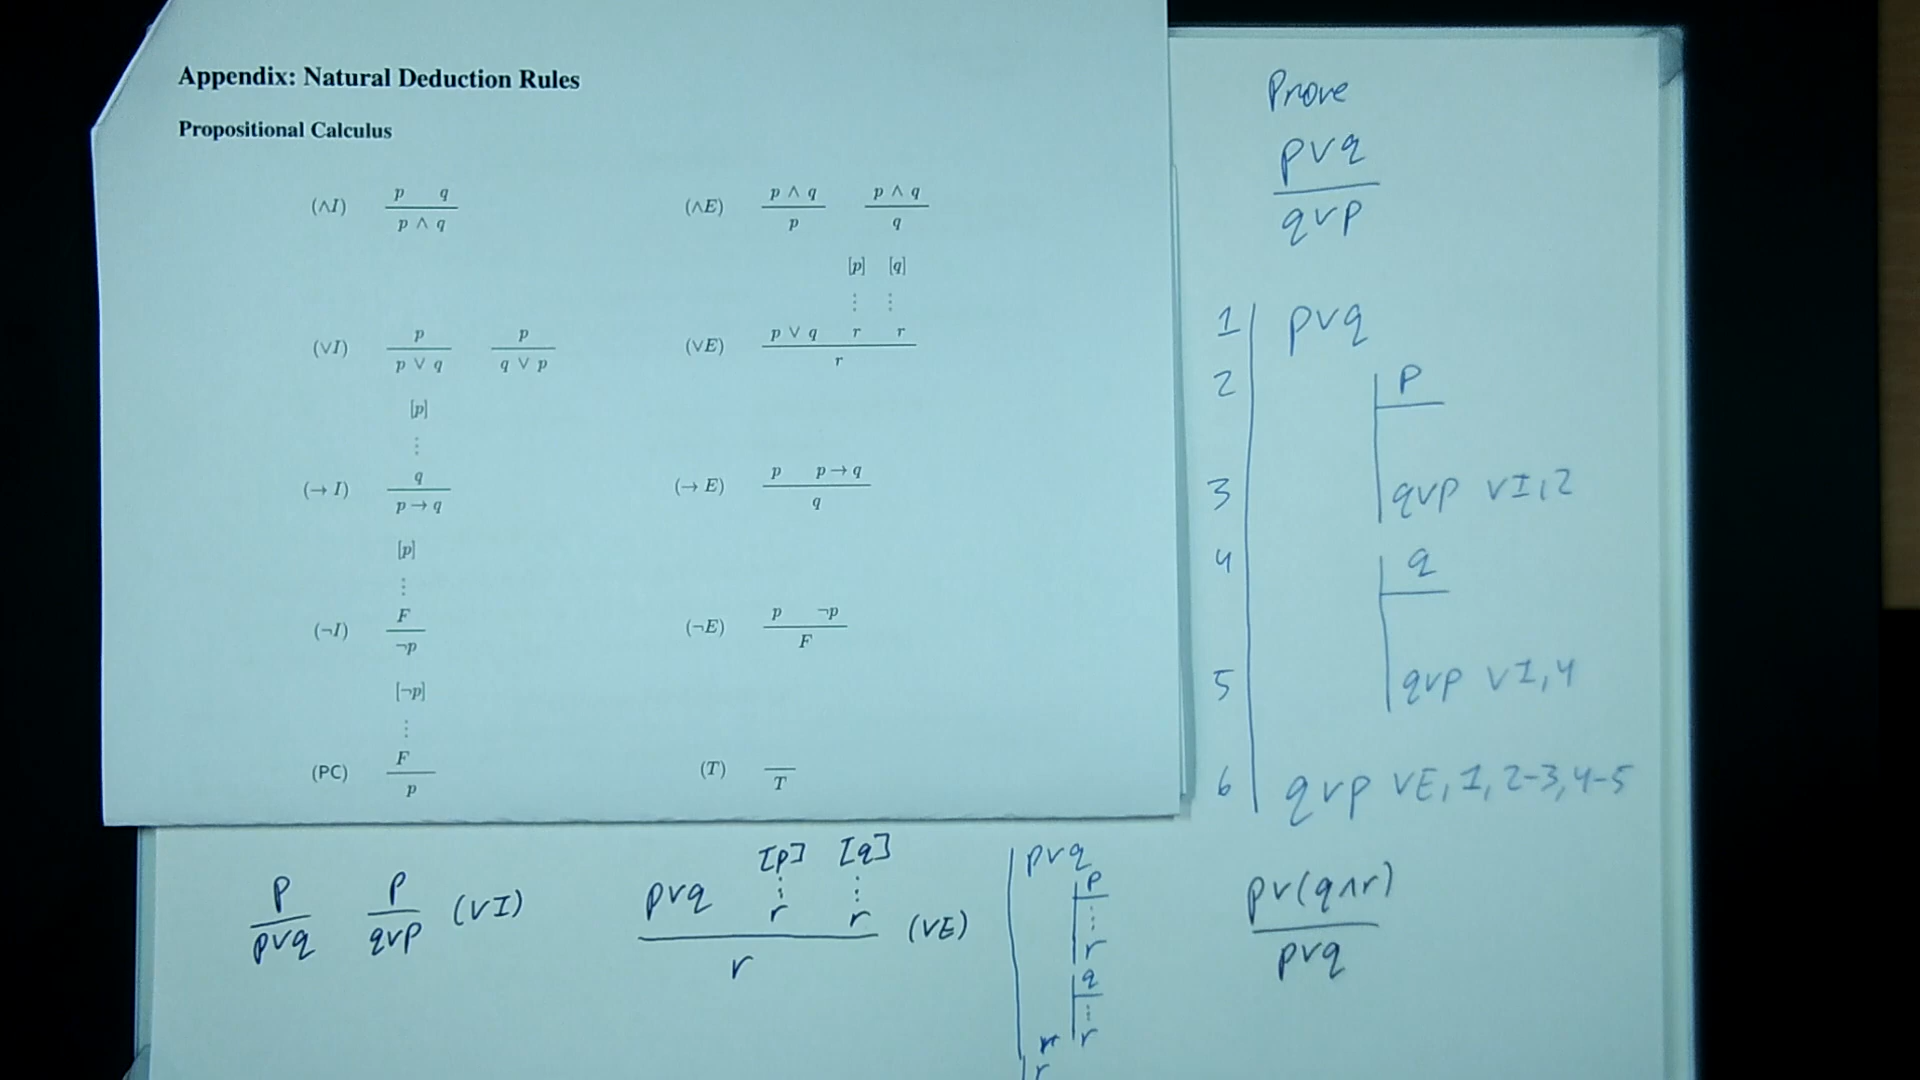 Appendix: Natural Deduction Rules
Propositional Calculus
(∧I) p q
p ∧ q
(∧E) p ∧ q p ∧ q
p q
[p] [q]
⋮ ⋮
(∨I) p p
p ∨ q q ∨ p
(∨E) p ∨ q r r
r
[p]
⋮
(→ I) q
p → q
(→ E) p p → q
q
[p]
⋮
(¬I) F
¬p
(¬E) p ¬p
F
[¬p]
⋮
(PC) F
p
(T)
T
Prove
p∨q
q∨p
1 p∨q
2 p
3 q∨p ∨I,2
4 q
5 q∨p ∨I,4
6 q∨p ∨E,1,2-3,4-5
p p (∨I)
p∨q q∨p
[p] [q]
⋮ ⋮
p∨q r r (∨E)
r
p∨q
p
⋮
r
q
⋮
r r
r
p∨(q∧r)
p∨q